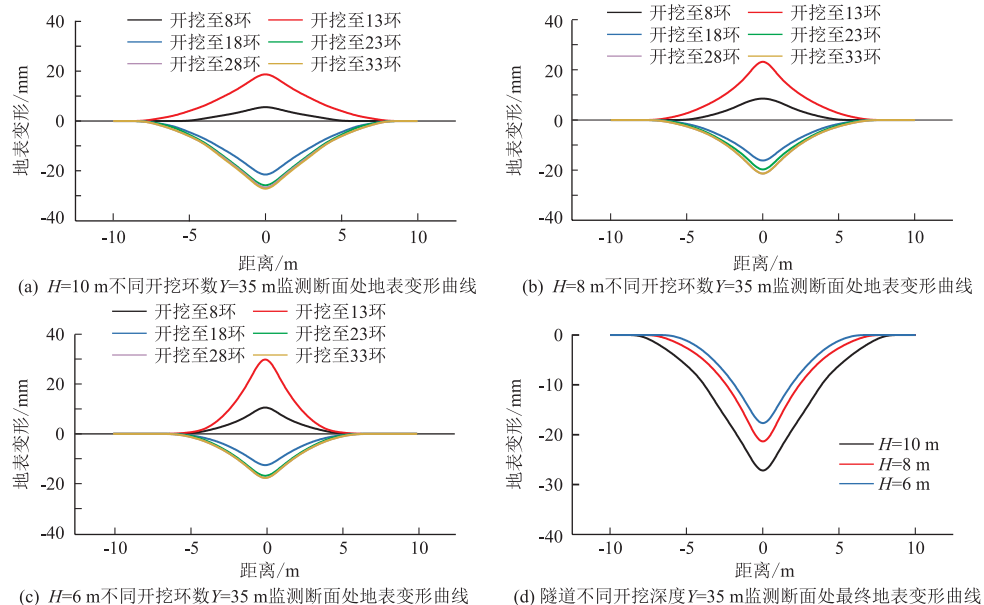 40
开挖至8环 开挖至13环
开挖至18环 开挖至23环
开挖至28环 开挖至33环
20
0
-20
-40
地表变形/mm
-10 -5 0 5 10
距离/m
(a) H=10 m不同开挖环数Y=35 m监测断面处地表变形曲线
40
开挖至8环 开挖至13环
开挖至18环 开挖至23环
开挖至28环 开挖至33环
20
0
-20
-40
地表变形/mm
-10 -5 0 5 10
距离/m
(b) H=8 m不同开挖环数Y=35 m监测断面处地表变形曲线
40
开挖至8环 开挖至13环
开挖至18环 开挖至23环
开挖至28环 开挖至33环
20
0
-20
40
地表变形/mm
-10 -5 0 5 10
距离/m
(c) H=6 m不同开挖环数Y=35 m监测断面处地表变形曲线
0
-10
-20
-30
-40
地表变形/mm
H=10 m
H=8 m
H=6 m
-10 -5 0 5 10
距离/m
(d) 隧道不同开挖深度Y=35 m监测断面处最终地表变形曲线